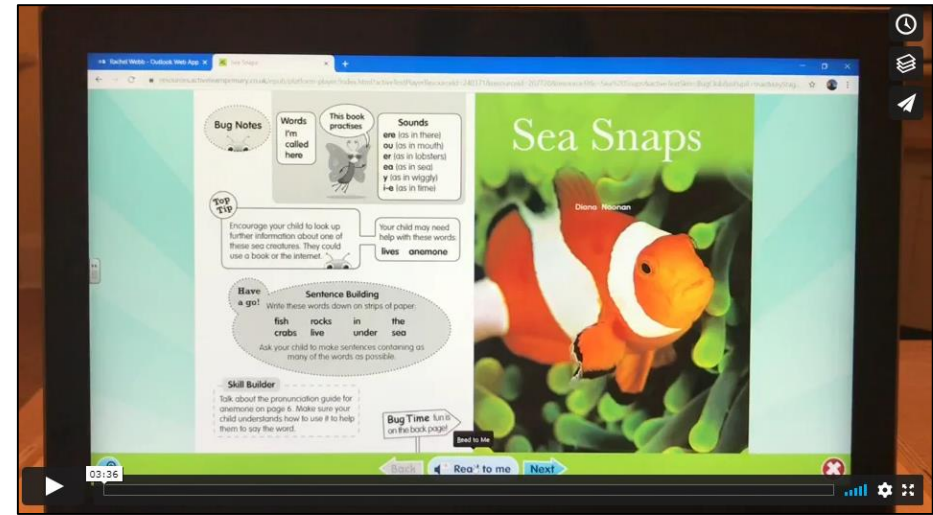 Rachel Webb - Outlook Web App
Sea Snaps
Bug Notes
Words
I'm
called
here
This book
practises
Sounds
ere (as in there)
ou (as in mouth)
er (as in lobsters)
ea (as in sea)
y (as in wiggly)
i-e (as in time)
Top
Tip
Encourage your child to look up
further information about one of
these sea creatures. They could
use a book or the internet.
Your child may need
help with these words:
lives anemone
Have
a go!
Sentence Building
Write these words down on strips of paper:
fish rocks in the
crabs live under sea
Ask your child to make sentences containing as
many of the words as possible.
Skill Builder
Talk about the pronunciation guide for
anemone on page 6. Make sure your
child understands how to use it to help
them to say the word.
Bug Time fun is
on the back page!
Sea Snaps
Diana Noonan
Read to Me
Back
Read to me
Next
03:36